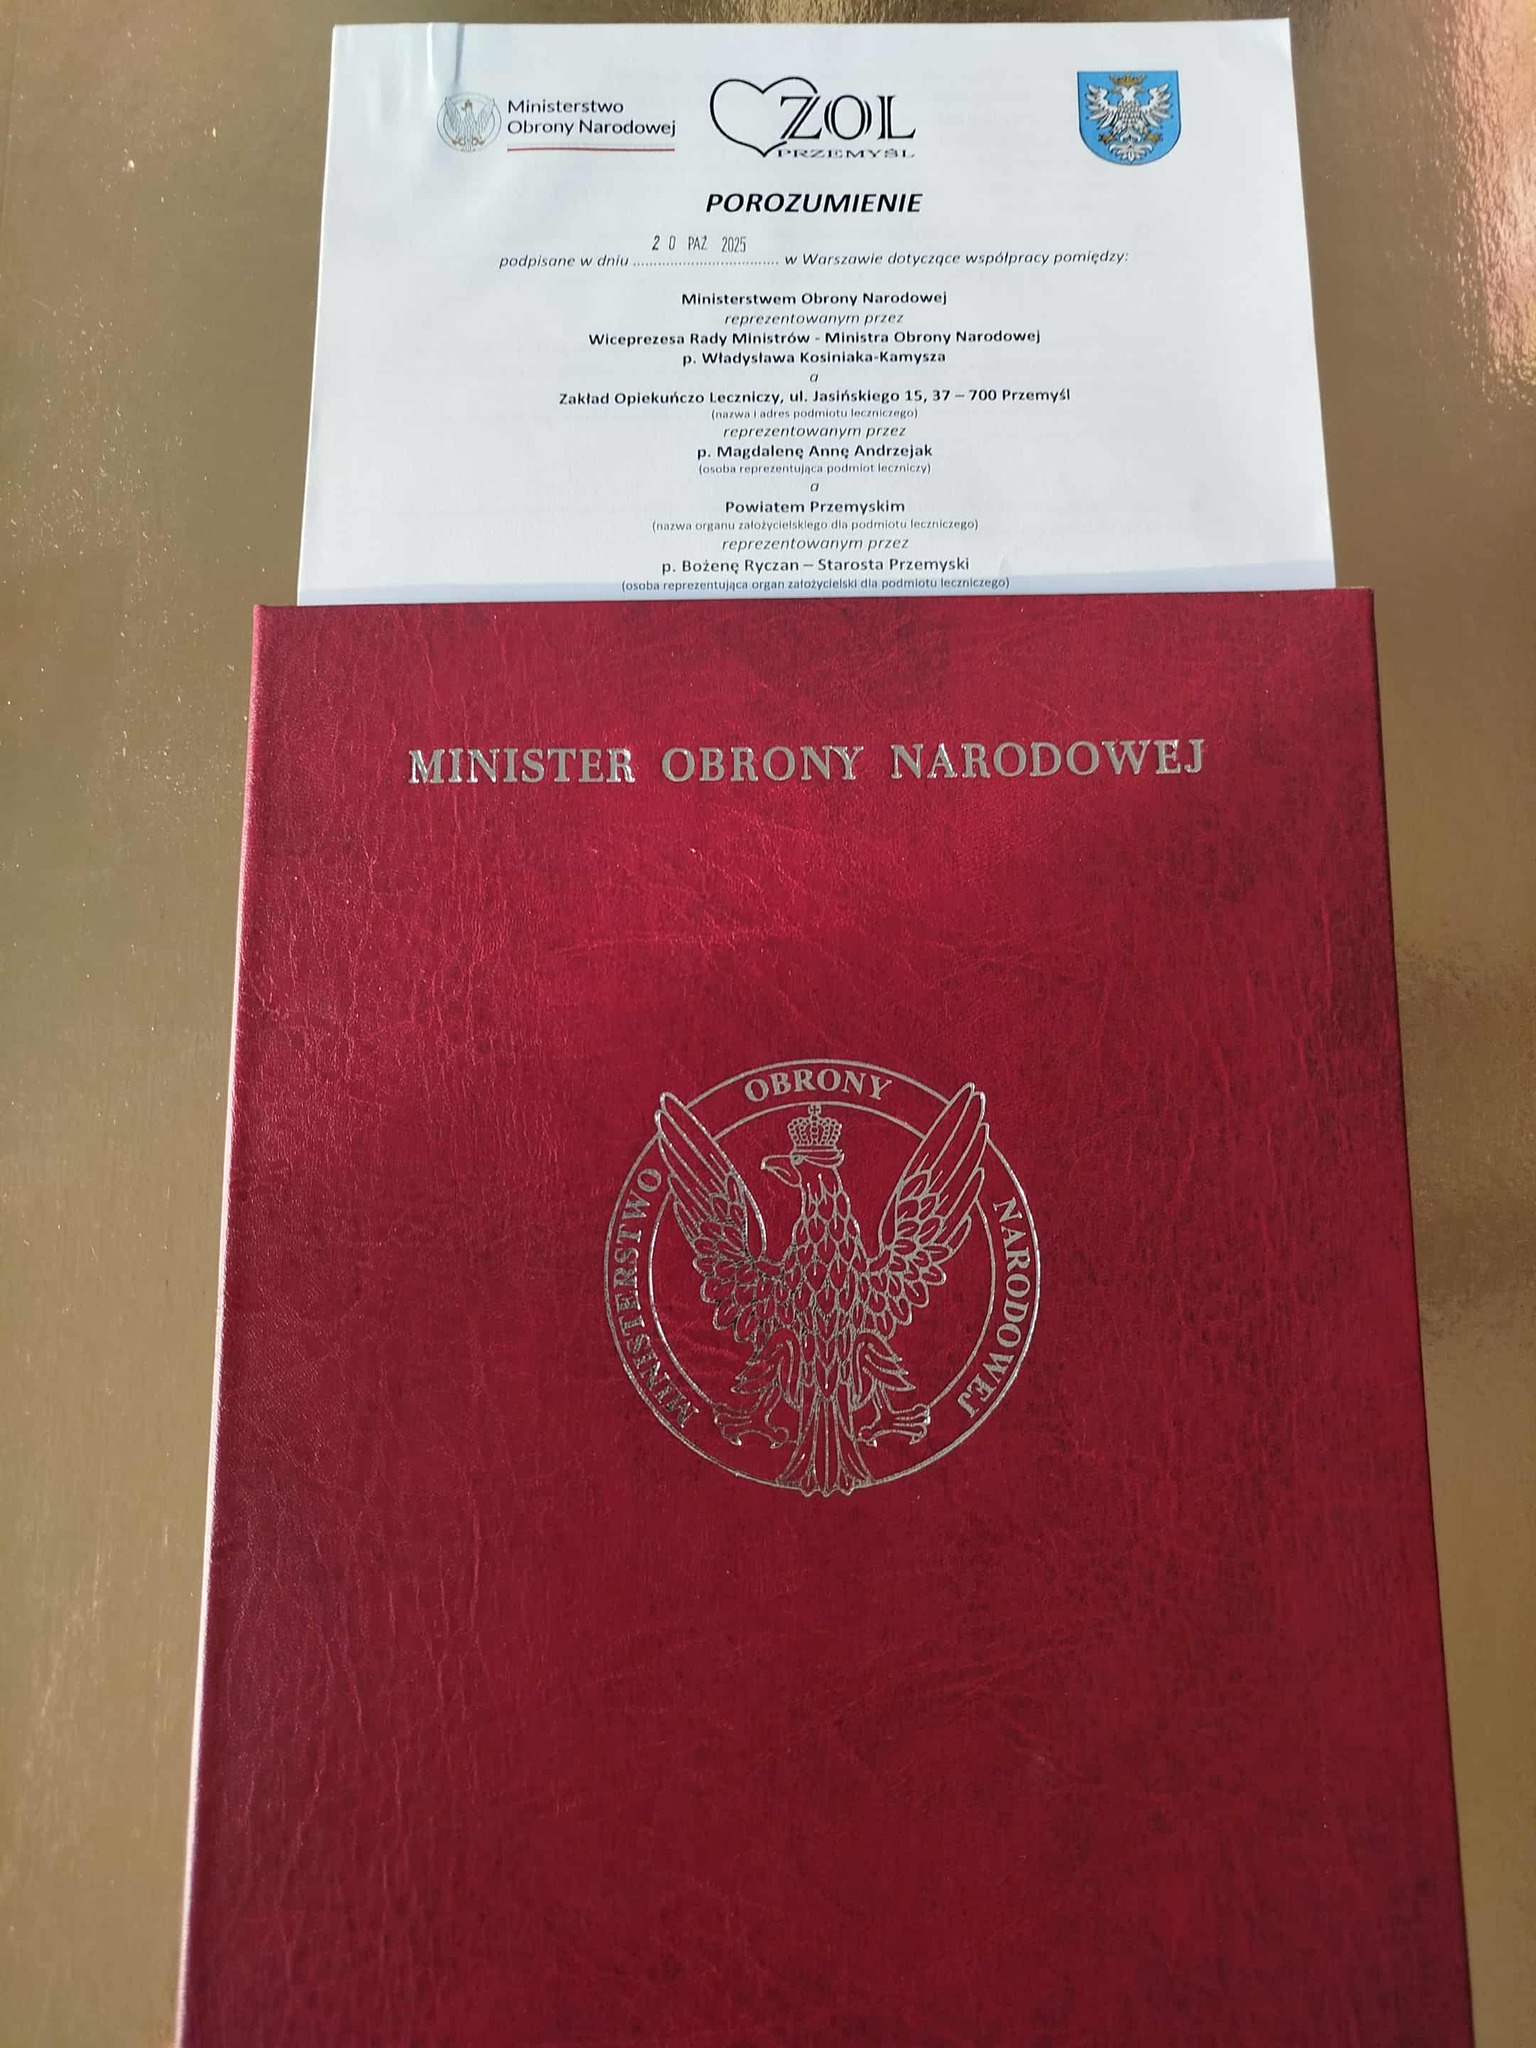 Ministerstwo
Obrony Narodowej
ZOL
PRZEMYŚL
POROZUMIENIE
20 PAŹ 2025
podpisane w dniu .................................... w Warszawie dotyczące współpracy pomiędzy:
Ministerstwem Obrony Narodowej
reprezentowanym przez
Wiceprezesa Rady Ministrów - Ministra Obrony Narodowej
p. Władysława Kosiniaka-Kamysza
a
Zakład Opiekuńczo Leczniczy, ul. Jasińskiego 15, 37 – 700 Przemyśl
(nazwa i adres podmiotu leczniczego)
reprezentowanym przez
p. Magdalenę Annę Andrzejak
(osoba reprezentująca podmiot leczniczy)
a
Powiatem Przemyskim
(nazwa organu założycielskiego dla podmiotu leczniczego)
reprezentowanym przez
p. Bożenę Ryczan – Starosta Przemyski
(osoba reprezentująca organ założycielski dla podmiotu leczniczego)
MINISTER OBRONY NARODOWEJ
MINISTERSTWO OBRONY NARODOWEJ